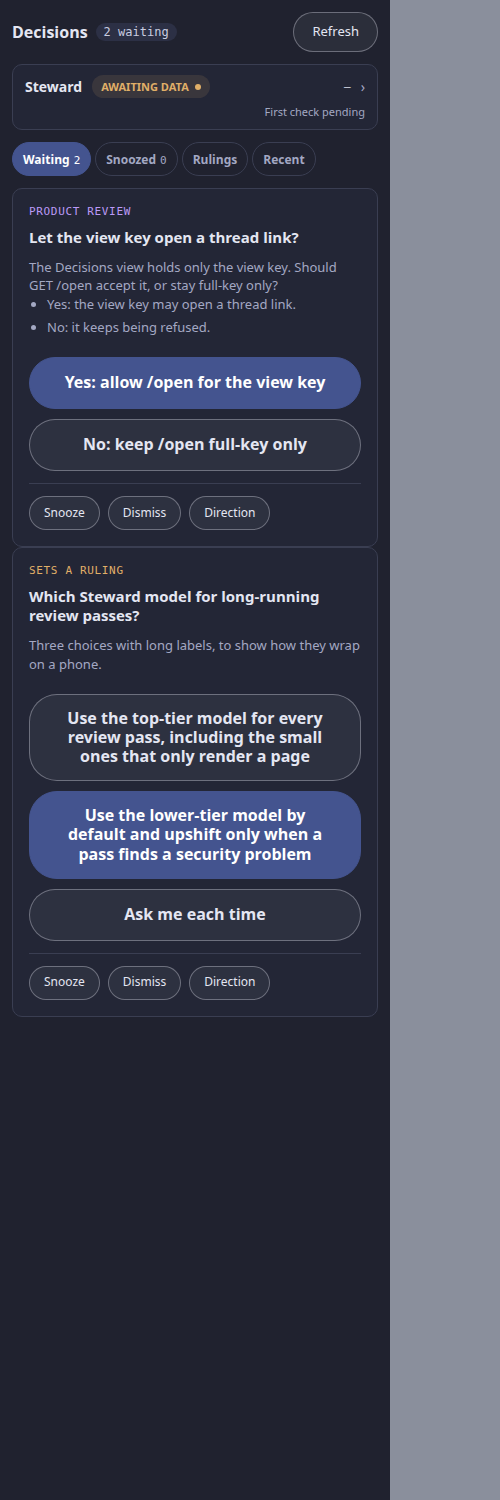 Decisions 2 waiting Refresh
Steward AWAITING DATA – ›
First check pending
Waiting 2 Snoozed 0 Rulings Recent
PRODUCT REVIEW
Let the view key open a thread link?
The Decisions view holds only the view key. Should
GET /open accept it, or stay full-key only?
• Yes: the view key may open a thread link.
• No: it keeps being refused.
Yes: allow /open for the view key
No: keep /open full-key only
Snooze Dismiss Direction
SETS A RULING
Which Steward model for long-running
review passes?
Three choices with long labels, to show how they wrap
on a phone.
Use the top-tier model for every
review pass, including the small
ones that only render a page
Use the lower-tier model by
default and upshift only when a
pass finds a security problem
Ask me each time
Snooze Dismiss Direction